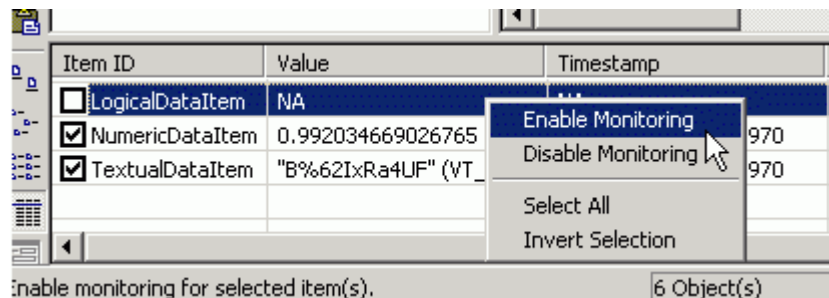 Item ID Value Timestamp
LogicalDataItem NA
NumericDataItem 0.992034669026765 970
TextualDataItem "B%62IxRa4UF" (VT_ 970
Enable Monitoring
Disable Monitoring
Select All
Invert Selection
Enable monitoring for selected item(s). 6 Object(s)